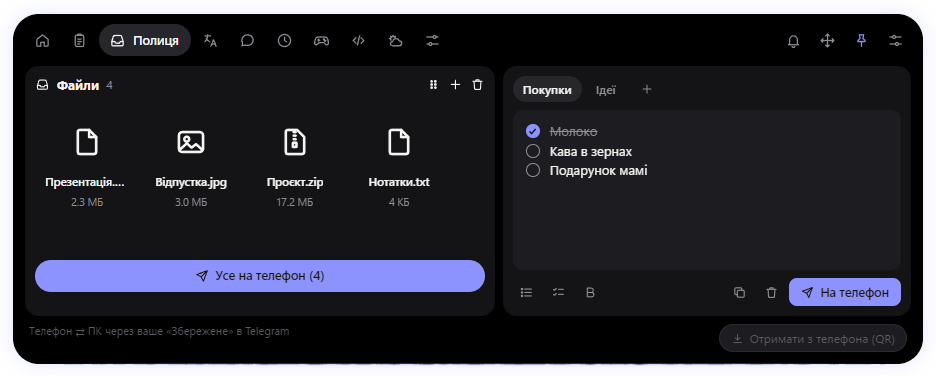 Полиця
Файли 4
Презентація.... Відпустка.jpg Проєкт.zip Нотатки.txt
2.3 МБ 3.0 МБ 17.2 МБ 4 КБ
Усе на телефон (4)
Покупки Ідеї
Молоко
Кава в зернах
Подарунок мамі
B На телефон
Телефон ⇄ ПК через ваше «Збережене» в Telegram
Отримати з телефона (QR)